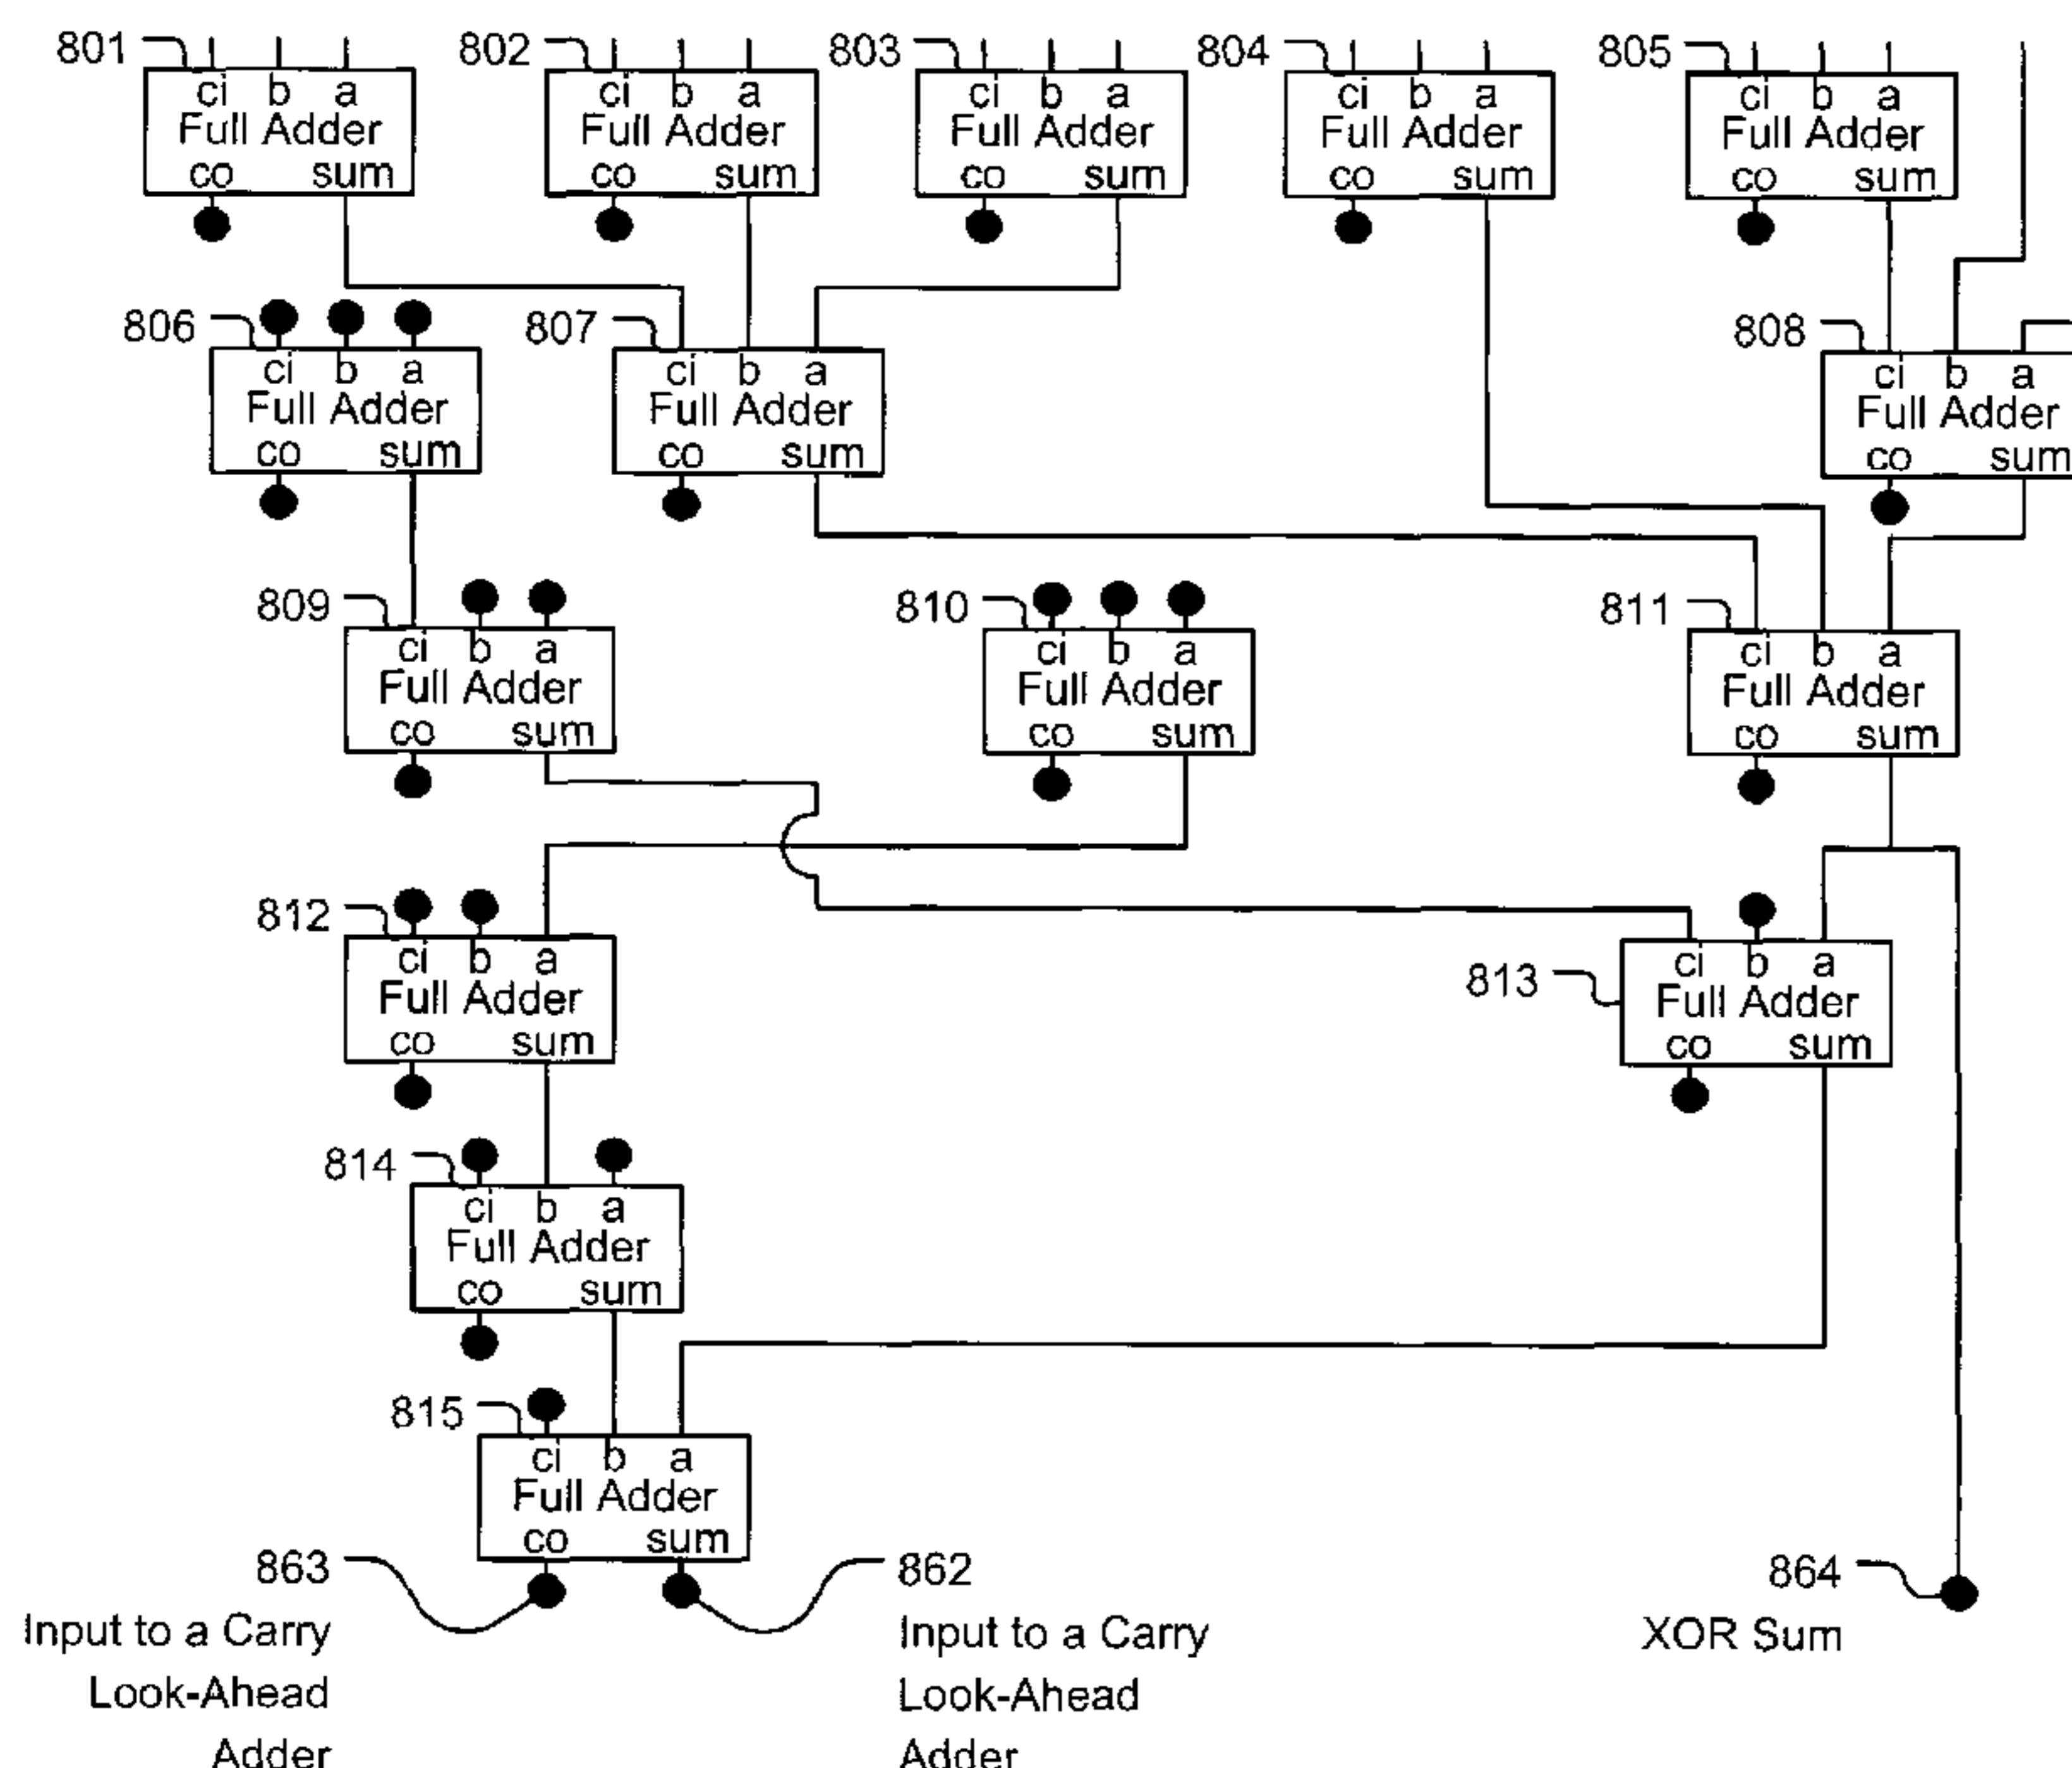 801 802 803 804 805
ci b a ci b a ci b a ci b a ci b a
Full Adder Full Adder Full Adder Full Adder Full Adder
co sum co sum co sum co sum co sum
806 807 808
ci b a ci b a ci b a
Full Adder Full Adder Full Adder
co sum co sum co sum
809 810 811
ci b a ci b a ci b a
Full Adder Full Adder Full Adder
co sum co sum co sum
812 813
ci b a ci b a
Full Adder Full Adder
co sum co sum
814
ci b a
Full Adder
co sum
815
ci b a
Full Adder
co sum
863 862 864
Input to a Carry Input to a Carry XOR Sum
Look-Ahead Look-Ahead
Adder Adder